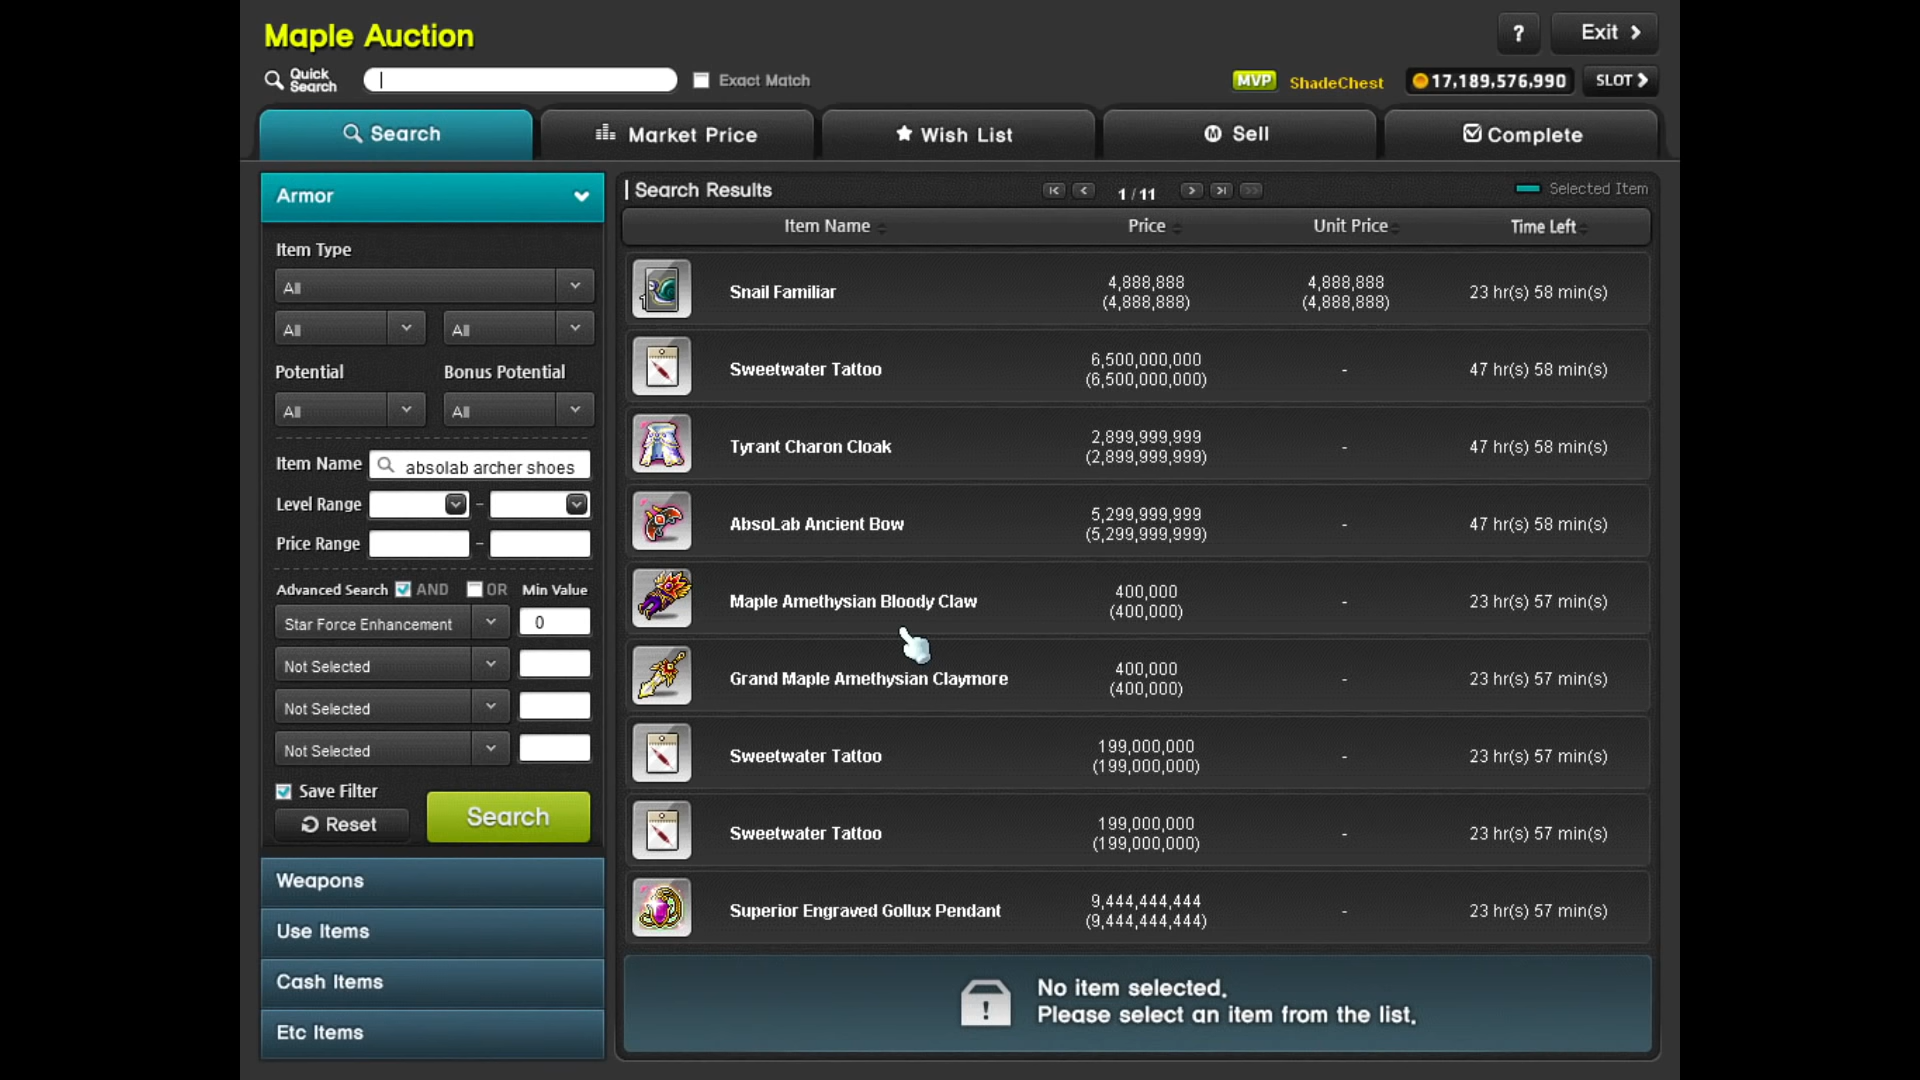 Maple Auction
? Exit
Quick Search
Exact Match
MVP ShadeChest 17,189,576,990 SLOT
Search
Market Price
Wish List
Sell
Complete
Armor
Item Type
All
All All
Potential Bonus Potential
All All
Item Name absolab archer shoes
Level Range -
Price Range -
Advanced Search AND OR Min Value
Star Force Enhancement 0
Not Selected
Not Selected
Not Selected
Save Filter
Reset Search
Weapons
Use Items
Cash Items
Etc Items
Search Results 1 / 11 Selected Item
Item Name Price Unit Price Time Left
1 Snail Familiar 4,888,888 (4,888,888) 4,888,888 (4,888,888) 23 hr(s) 58 min(s)
Sweetwater Tattoo 6,500,000,000 (6,500,000,000) - 47 hr(s) 58 min(s)
Tyrant Charon Cloak 2,899,999,999 (2,899,999,999) - 47 hr(s) 58 min(s)
AbsoLab Ancient Bow 5,299,999,999 (5,299,999,999) - 47 hr(s) 58 min(s)
Maple Amethysian Bloody Claw 400,000 (400,000) - 23 hr(s) 57 min(s)
Grand Maple Amethysian Claymore 400,000 (400,000) - 23 hr(s) 57 min(s)
Sweetwater Tattoo 199,000,000 (199,000,000) - 23 hr(s) 57 min(s)
Sweetwater Tattoo 199,000,000 (199,000,000) - 23 hr(s) 57 min(s)
Superior Engraved Gollux Pendant 9,444,444,444 (9,444,444,444) - 23 hr(s) 57 min(s)
No item selected.
Please select an item from the list.